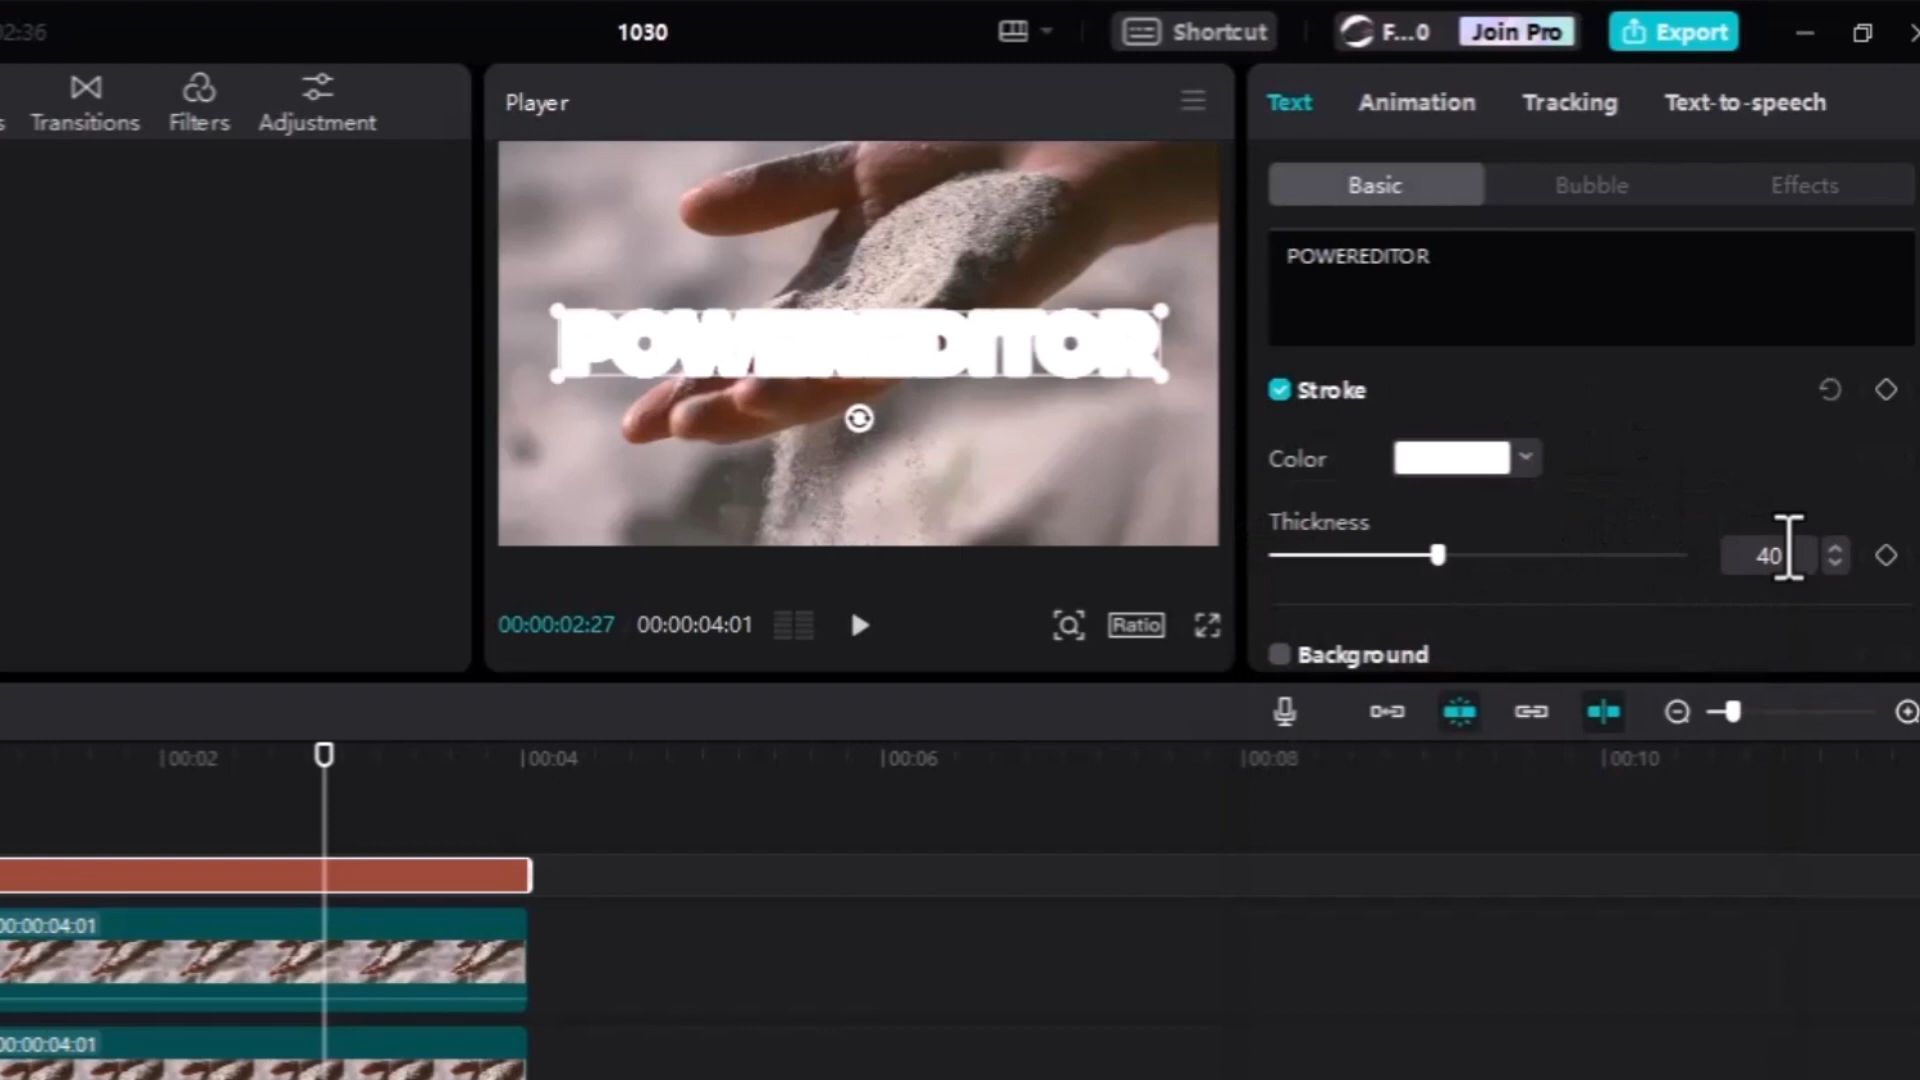 02:36
1030
Shortcut
F...0
Join Pro
Export
Transitions
Filters
Adjustment
Player
Text
Animation
Tracking
Text-to-speech
Basic
Bubble
Effects
POWEREDITOR
POWEREDITOR
Stroke
Color
Thickness
40
00:00:02:27
00:00:04:01
Ratio
Background
00:02
00:04
00:06
00:08
00:10
00:00:04:01
00:00:04:01